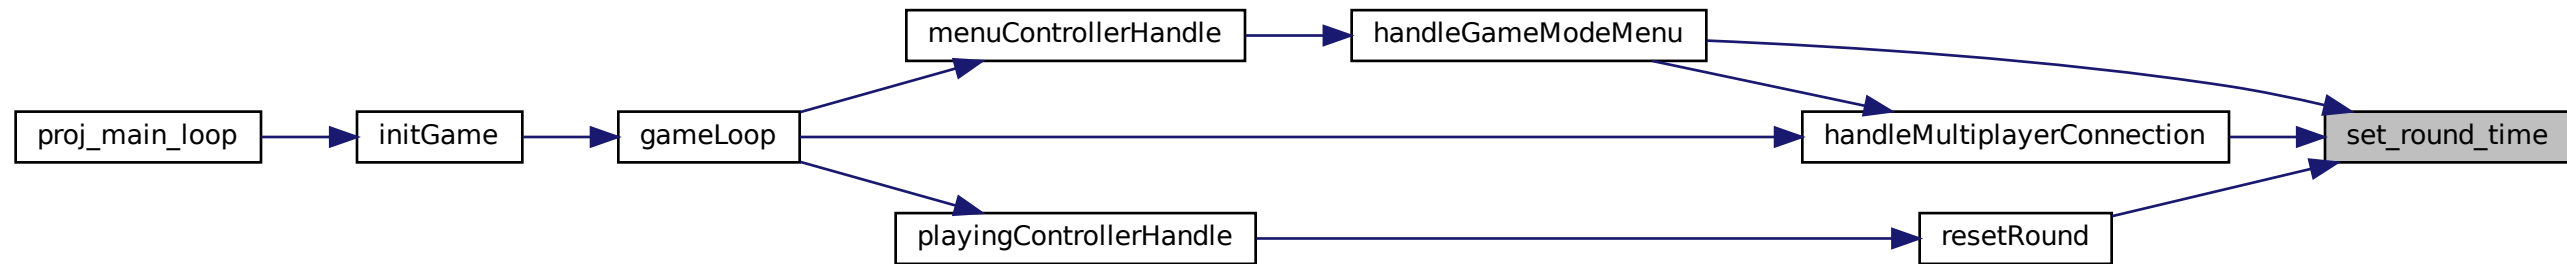 menuControllerHandle
handleGameModeMenu
proj_main_loop
initGame
gameLoop
handleMultiplayerConnection
set_round_time
playingControllerHandle
resetRound